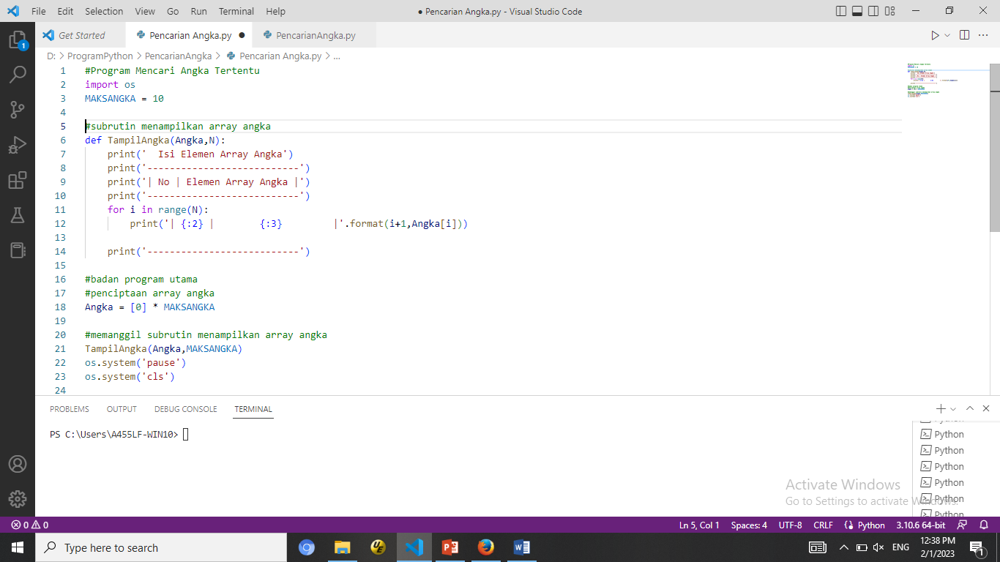 File Edit Selection View Go Run Terminal Help ● Pencarian Angka.py - Visual Studio Code
Get Started Pencarian Angka.py ● PencarianAngka.py
D: > ProgramPython > PencarianAngka > Pencarian Angka.py > ...
1 #Program Mencari Angka Tertentu
2 import os
3 MAKSANGKA = 10
4
5 #subrutin menampilkan array angka
6 def TampilAngka(Angka,N):
7     print('  Isi Elemen Array Angka')
8     print('---------------------------')
9     print('| No | Elemen Array Angka |')
10     print('---------------------------')
11     for i in range(N):
12         print('| {:2} |        {:3}         |'.format(i+1,Angka[i]))
13
14     print('---------------------------')
15
16 #badan program utama
17 #penciptaan array angka
18 Angka = [0] * MAKSANGKA
19
20 #memanggil subrutin menampilkan array angka
21 TampilAngka(Angka,MAKSANGKA)
22 os.system('pause')
23 os.system('cls')
24
PROBLEMS OUTPUT DEBUG CONSOLE TERMINAL
PS C:\Users\A455LF-WIN10>
Python
Python
Python
Python
Python
Python
Python
Activate Windows
Go to Settings to activate Windows.
1
0 0 Ln 5, Col 1 Spaces: 4 UTF-8 CRLF Python 3.10.6 64-bit
Type here to search ENG 12:38 PM
2/1/2023 1